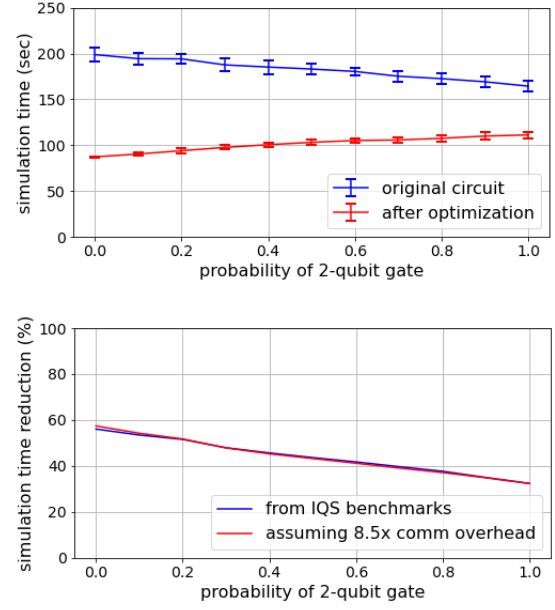 250
200
150
100
50
0
simulation time (sec)
original circuit
after optimization
0.0 0.2 0.4 0.6 0.8 1.0
probability of 2-qubit gate
100
80
60
40
20
0
simulation time reduction (%)
from IQS benchmarks
assuming 8.5x comm overhead
0.0 0.2 0.4 0.6 0.8 1.0
probability of 2-qubit gate